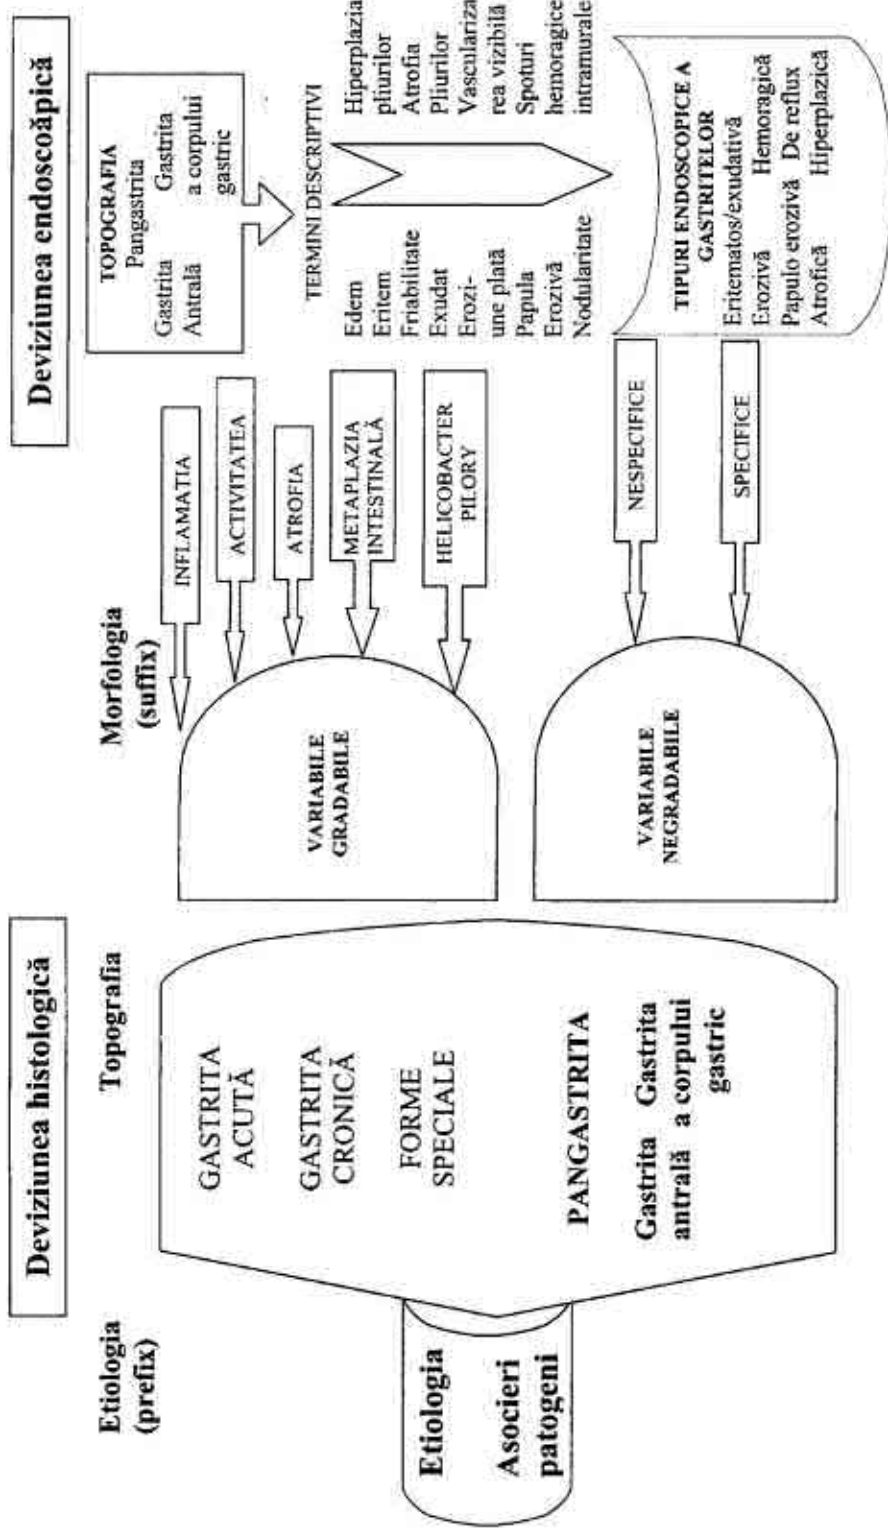 Deviziunea histologică
Deviziunea endoscoăpică
Etiologia
(prefix)
Topografia
Morfologia
(suffix)
Etiologia
Asocieri
patogeni
GASTRITA
ACUTĂ
GASTRITA
CRONICĂ
FORME
SPECIALE
PANGASTRITA
Gastrita Gastrita
antrală a corpului
gastric
VARIABILE
GRADABILE
VARIABILE
NEGRADABILE
INFLAMATIA
ACTIVITATEA
ATROFIA
METAPLAZIA
INTESTINALĂ
HELICOBACTER
PILORY
NESPECIFICE
SPECIFICE
TOPOGRAFIA
Pangastrita
Gastrita Gastrita
Antrală a corpului
gastric
TERMINI DESCRIPTIVI
Edem
Eritem
Friabilitate
Exudat
Erozi-
une plată
Papula
Erozivă
Nodularitate
Hiperplazia
pliurilor
Atrofia
Pliurilor
Vasculariza
rea vizibilă
Spoturi
hemoragice
intramurale
TIPURI ENDOSCOPICE A
GASTRITELOR
Eritematos/exudativă
Erozivă Hemoragică
Papulo erozivă De reflux
Atrofică Hiperplazică